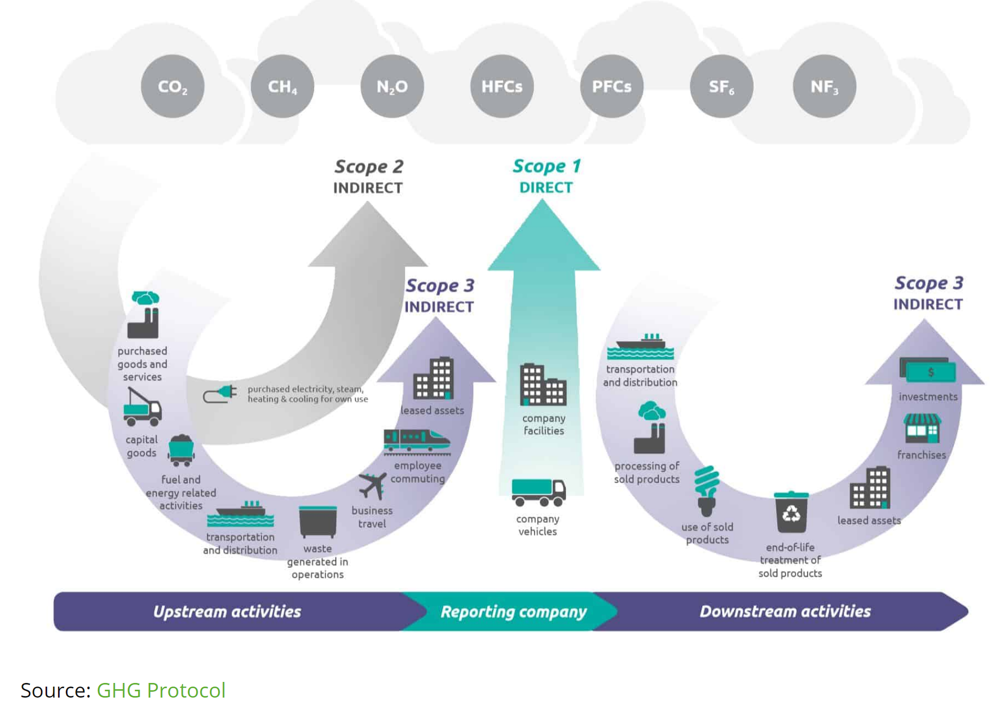 CO₂
CH₄
N₂O
HFCs
PFCs
SF₆
NF₃
Scope 2
INDIRECT
Scope 1
DIRECT
Scope 3
INDIRECT
Scope 3
INDIRECT
purchased
goods and
services
capital
goods
fuel and
energy related
activities
transportation
and distribution
waste
generated in
operations
business
travel
employee
commuting
leased assets
purchased electricity, steam,
heating & cooling for own use
company
facilities
company
vehicles
transportation
and distribution
processing of
sold products
use of sold
products
end-of-life
treatment of
sold products
leased assets
franchises
investments
$
Upstream activities
Reporting company
Downstream activities
Source: GHG Protocol